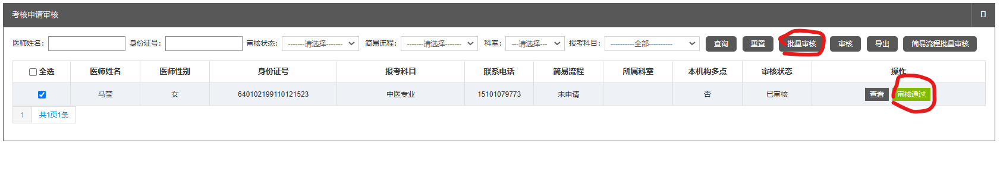 考核申请审核
医师姓名： 身份证号： 审核状态： -------请选择------- 简易流程： -------请选择------- 科室： ---请选择--- 报考科目： ----------全部---------- 查询 重置 批量审核 审核 导出 简易流程批量审核
全选 医师姓名 医师性别 身份证号 报考科目 联系电话 简易流程 所属科室 本机构多点 审核状态 操作
马莹 女 640102199110121523 中医专业 15101079773 未申请 否 已审核 查看 审核通过
1 共1页1条